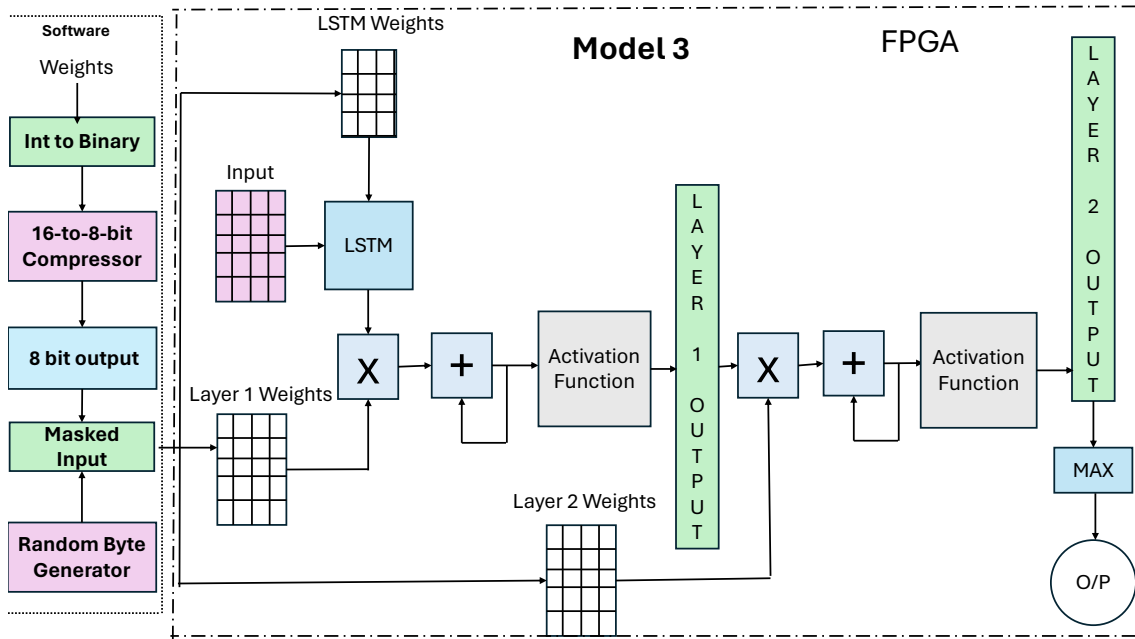 Software
Weights
Int to Binary
16-to-8-bit
Compressor
8 bit output
Masked
Input
Random Byte
Generator
LSTM Weights
Model 3
FPGA
Input
LSTM
X
+
Activation
Function
Layer 1 Weights
LAYER 1 OUTPUT
X
+
Activation
Function
Layer 2 Weights
LAYER 2 OUTPUT
MAX
O/P